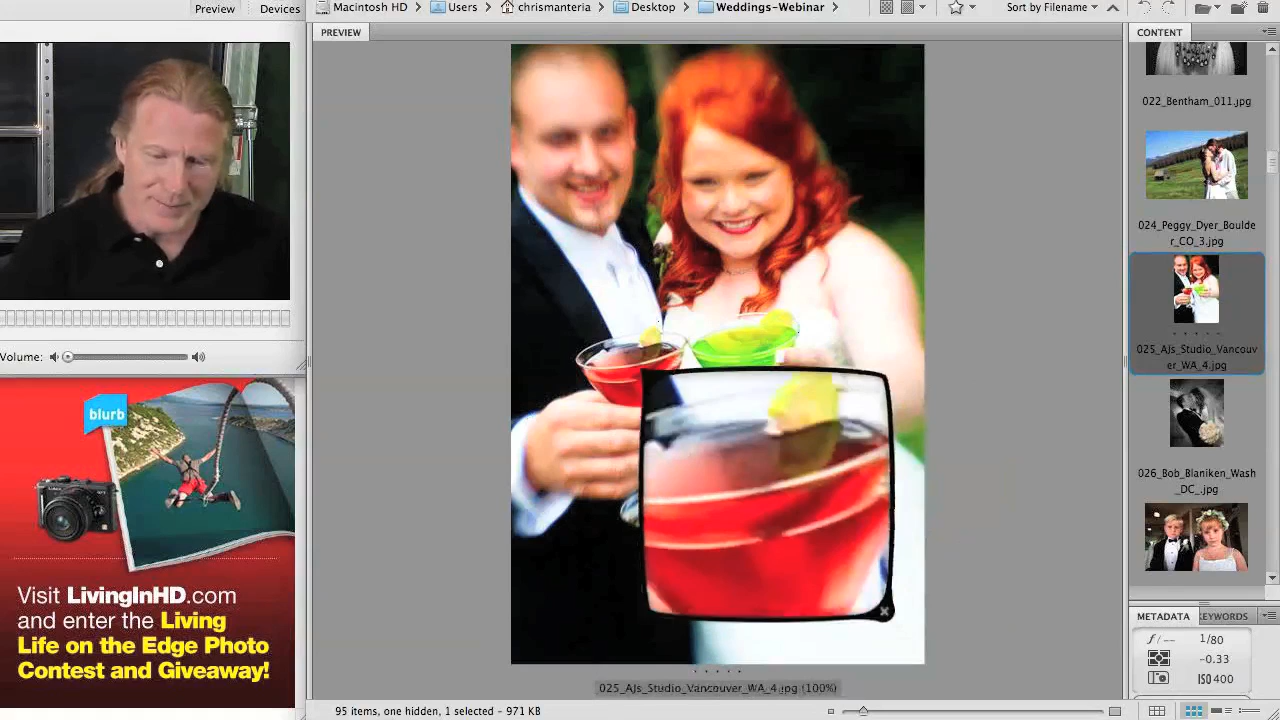 Preview
Devices
Macintosh HD
Users
chrismanteria
Desktop
Weddings-Webinar
Sort by Filename
PREVIEW
CONTENT
022_Bentham_011.jpg
024_Peggy_Dyer_Boulde
r_CO_3.jpg
025_AJs_Studio_Vancouv
er_WA_4.jpg
026_Bob_Blaniken_Wash
_DC_.jpg
Volume:
blurb
Visit LivingInHD.com
and enter the Living
Life on the Edge Photo
Contest and Giveaway!
METADATA
KEYWORDS
f/--
1/80
-0.33
ISO400
025_AJs_Studio_Vancouver_WA_4.jpg (100%)
95 items, one hidden, 1 selected - 971 KB